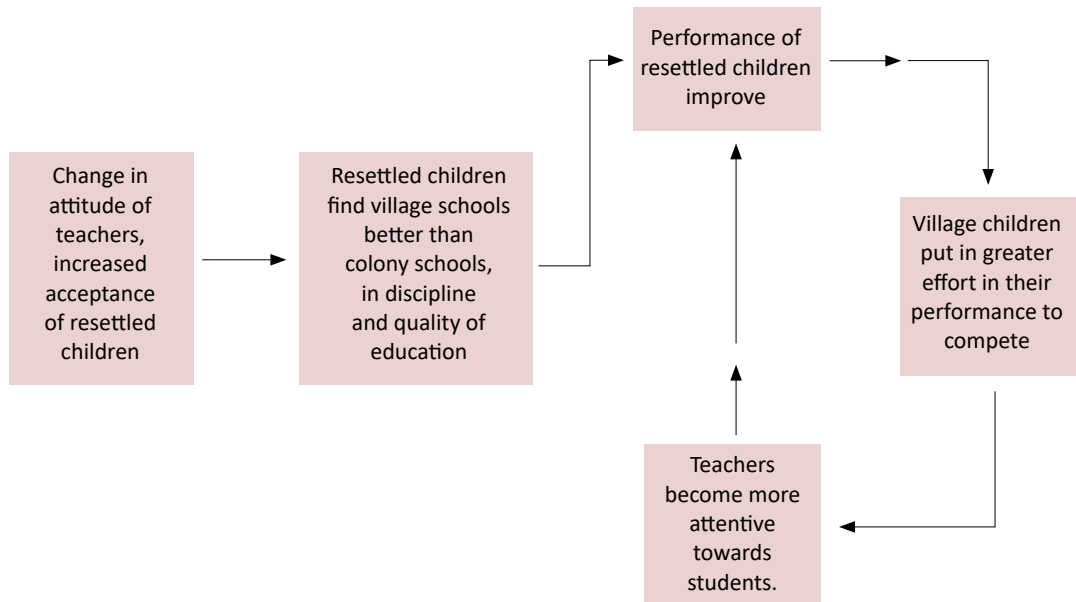 Change in
attitude of
teachers,
increased
acceptance
of resettled
children
Resettled children
find village schools
better than
colony schools,
in discipline
and quality of
education
Performance of
resettled children
improve
Village children
put in greater
effort in their
performance to
compete
Teachers
become more
attentive
towards
students.